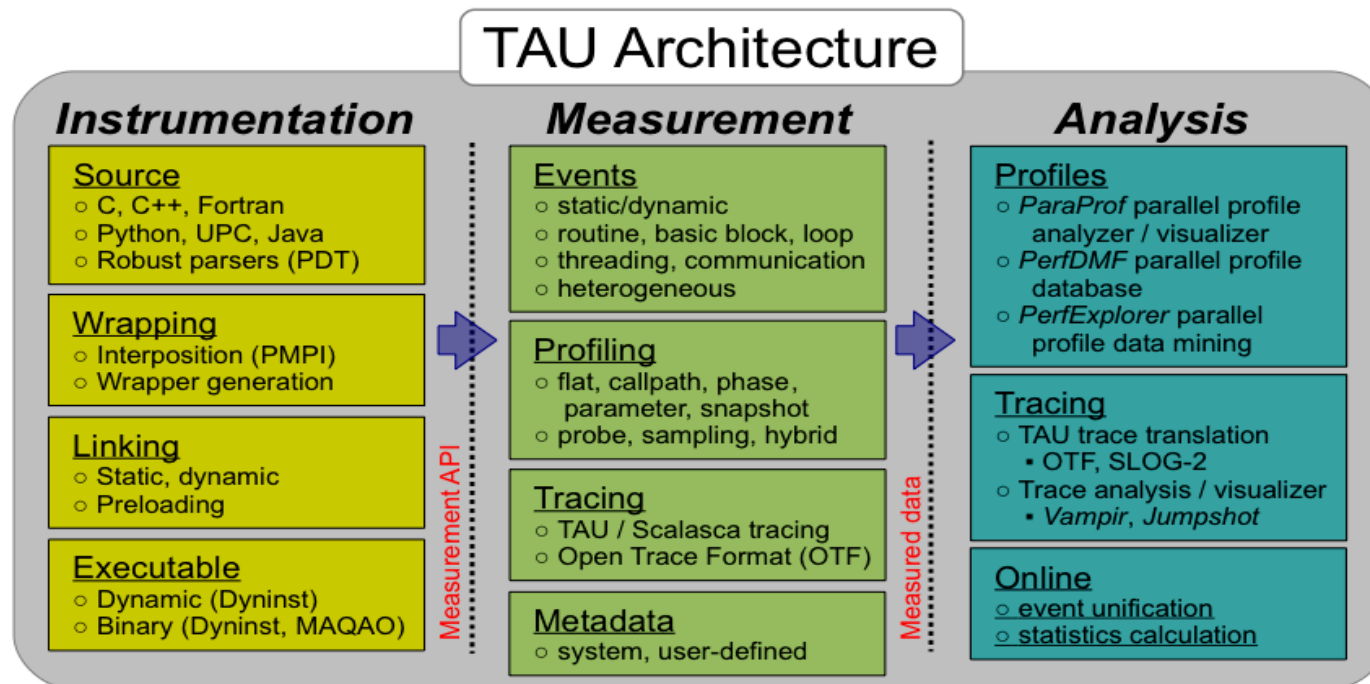 TAU Architecture
Instrumentation
Source
○ C, C++, Fortran
○ Python, UPC, Java
○ Robust parsers (PDT)
Wrapping
○ Interposition (PMPI)
○ Wrapper generation
Linking
○ Static, dynamic
○ Preloading
Executable
○ Dynamic (Dyninst)
○ Binary (Dyninst, MAQAO)
Measurement API
Measurement
Events
○ static/dynamic
○ routine, basic block, loop
○ threading, communication
○ heterogeneous
Profiling
○ flat, callpath, phase,
parameter, snapshot
○ probe, sampling, hybrid
Tracing
○ TAU / Scalasca tracing
○ Open Trace Format (OTF)
Metadata
○ system, user-defined
Measured data
Analysis
Profiles
○ ParaProf parallel profile
analyzer / visualizer
○ PerfDMF parallel profile
database
○ PerfExplorer parallel
profile data mining
Tracing
○ TAU trace translation
▪ OTF, SLOG-2
○ Trace analysis / visualizer
▪ Vampir, Jumpshot
Online
○ event unification
○ statistics calculation